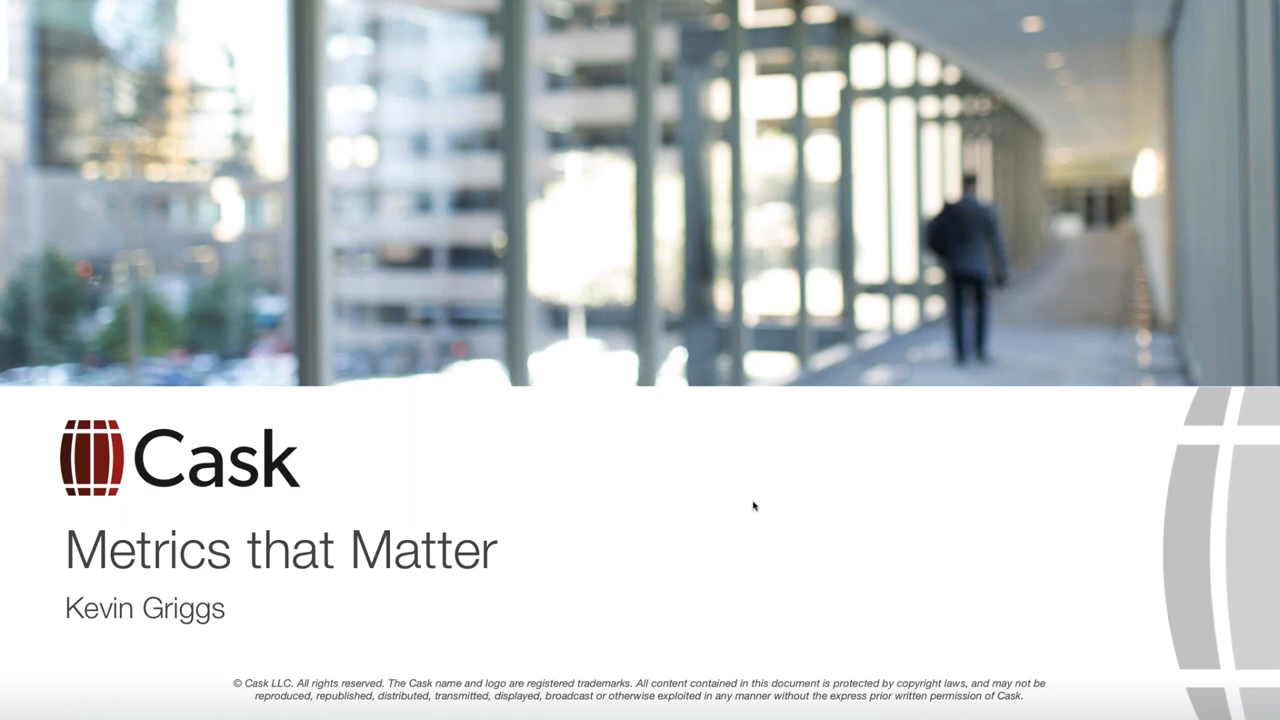 Cask
Metrics that Matter
Kevin Griggs
© Cask LLC. All rights reserved. The Cask name and logo are registered trademarks. All content contained in this document is protected by copyright laws, and may not be
reproduced, republished, distributed, transmitted, displayed, broadcast or otherwise exploited in any manner without the express prior written permission of Cask.